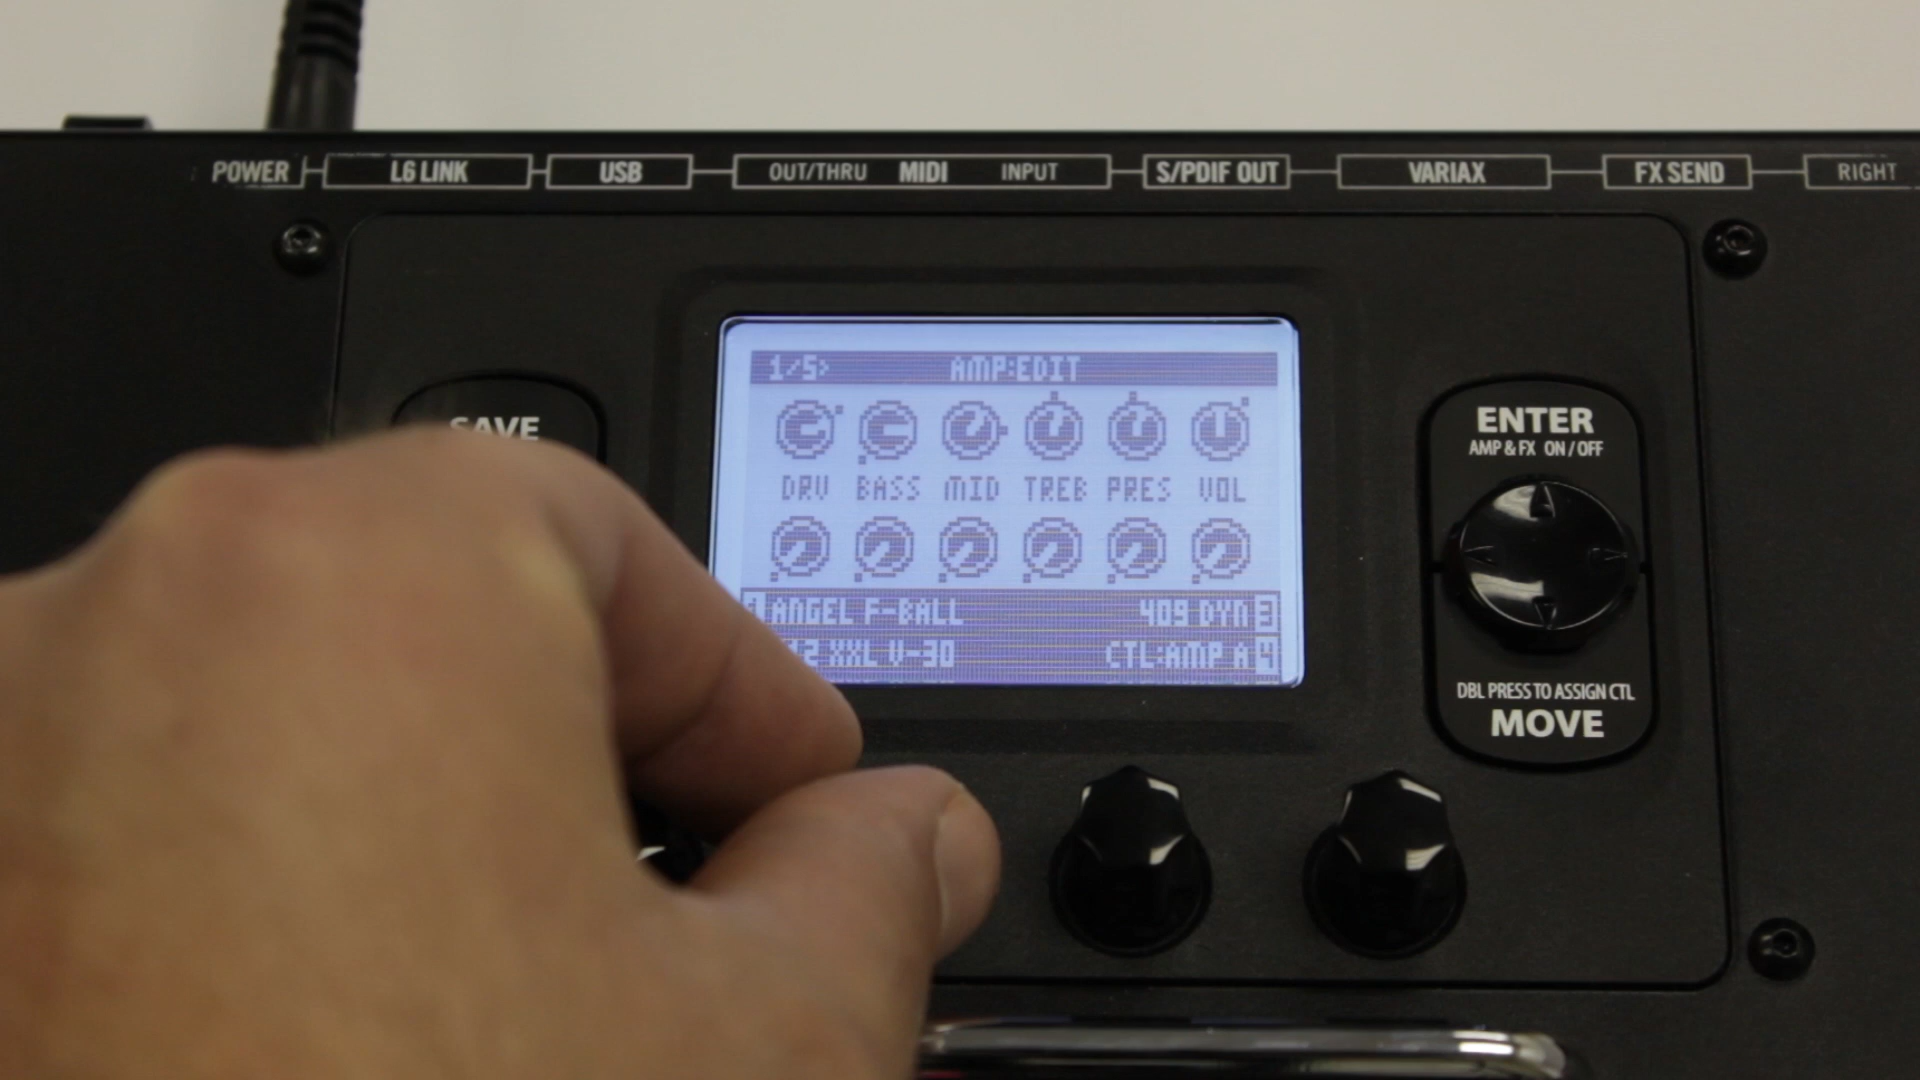 POWER L6 LINK USB OUT/THRU MIDI INPUT S/PDIF OUT VARIAX FX SEND RIGHT
SAVE
1/5> AMP:EDIT
DRV BASS MID TREB PRES VOL
1 ANGEL F-BALL 409 DYN 3
XXL V-30 CTL:AMP A 4
ENTER
AMP & FX ON / OFF
DBL PRESS TO ASSIGN CTL
MOVE